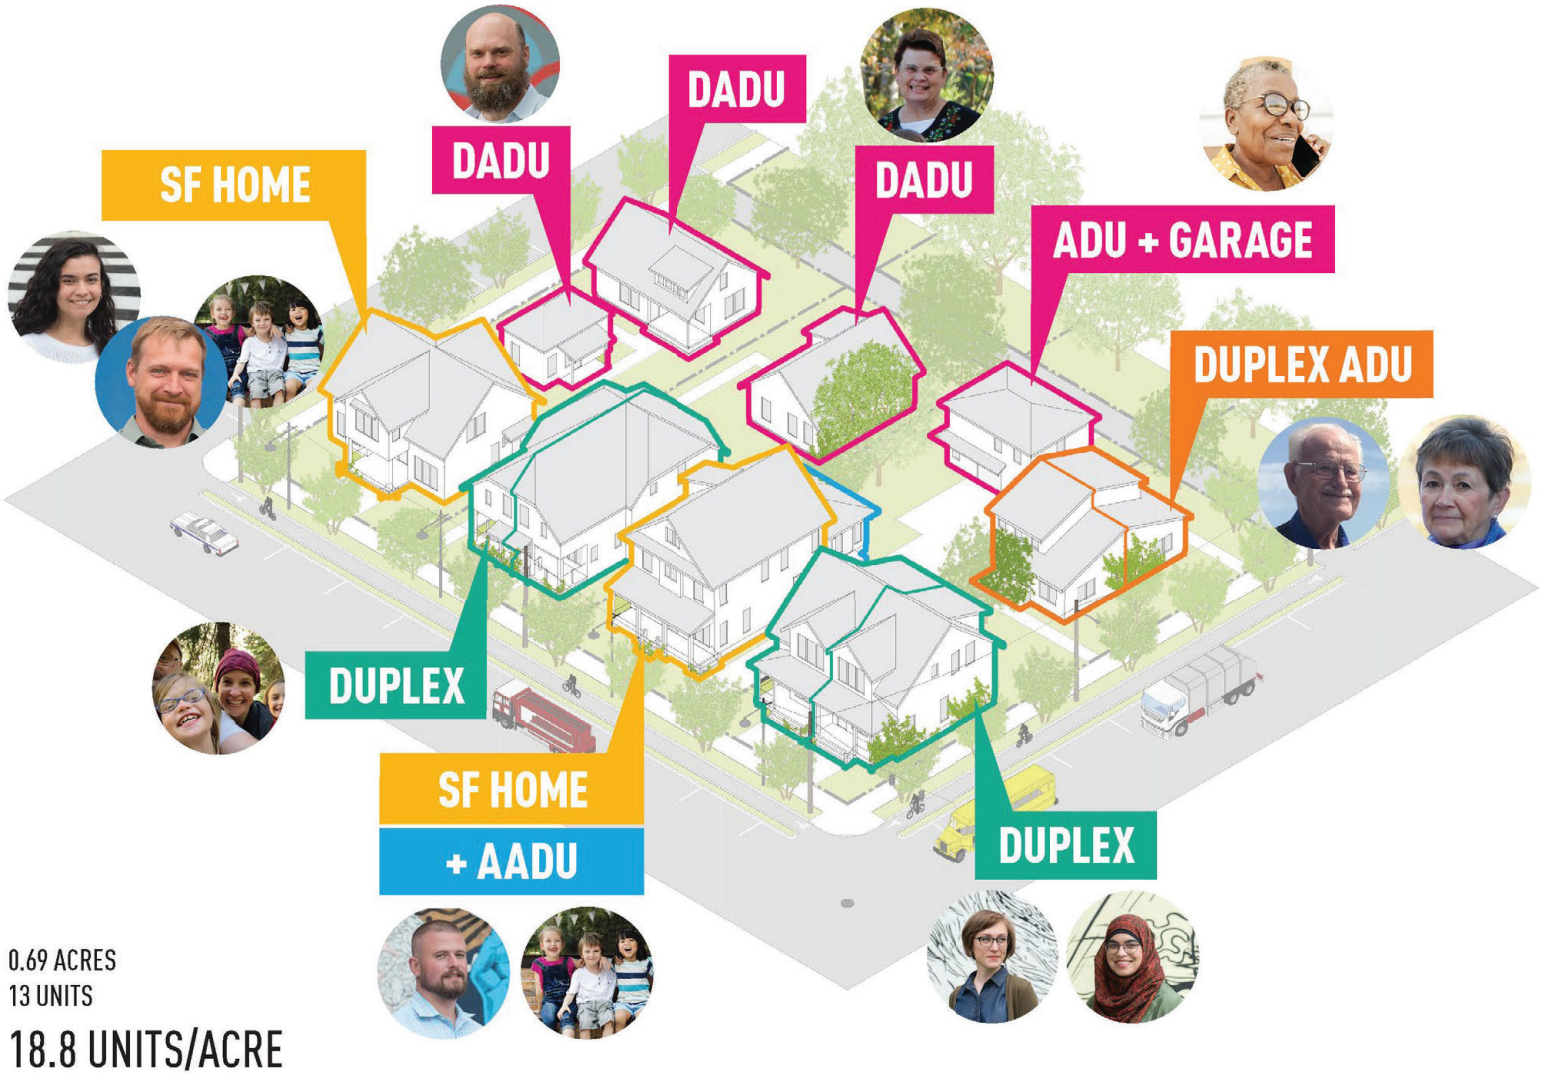 DADU
DADU
SF HOME
DADU
ADU + GARAGE
DUPLEX ADU
DUPLEX
SF HOME
+ AADU
DUPLEX
0.69 ACRES
13 UNITS
18.8 UNITS/ACRE